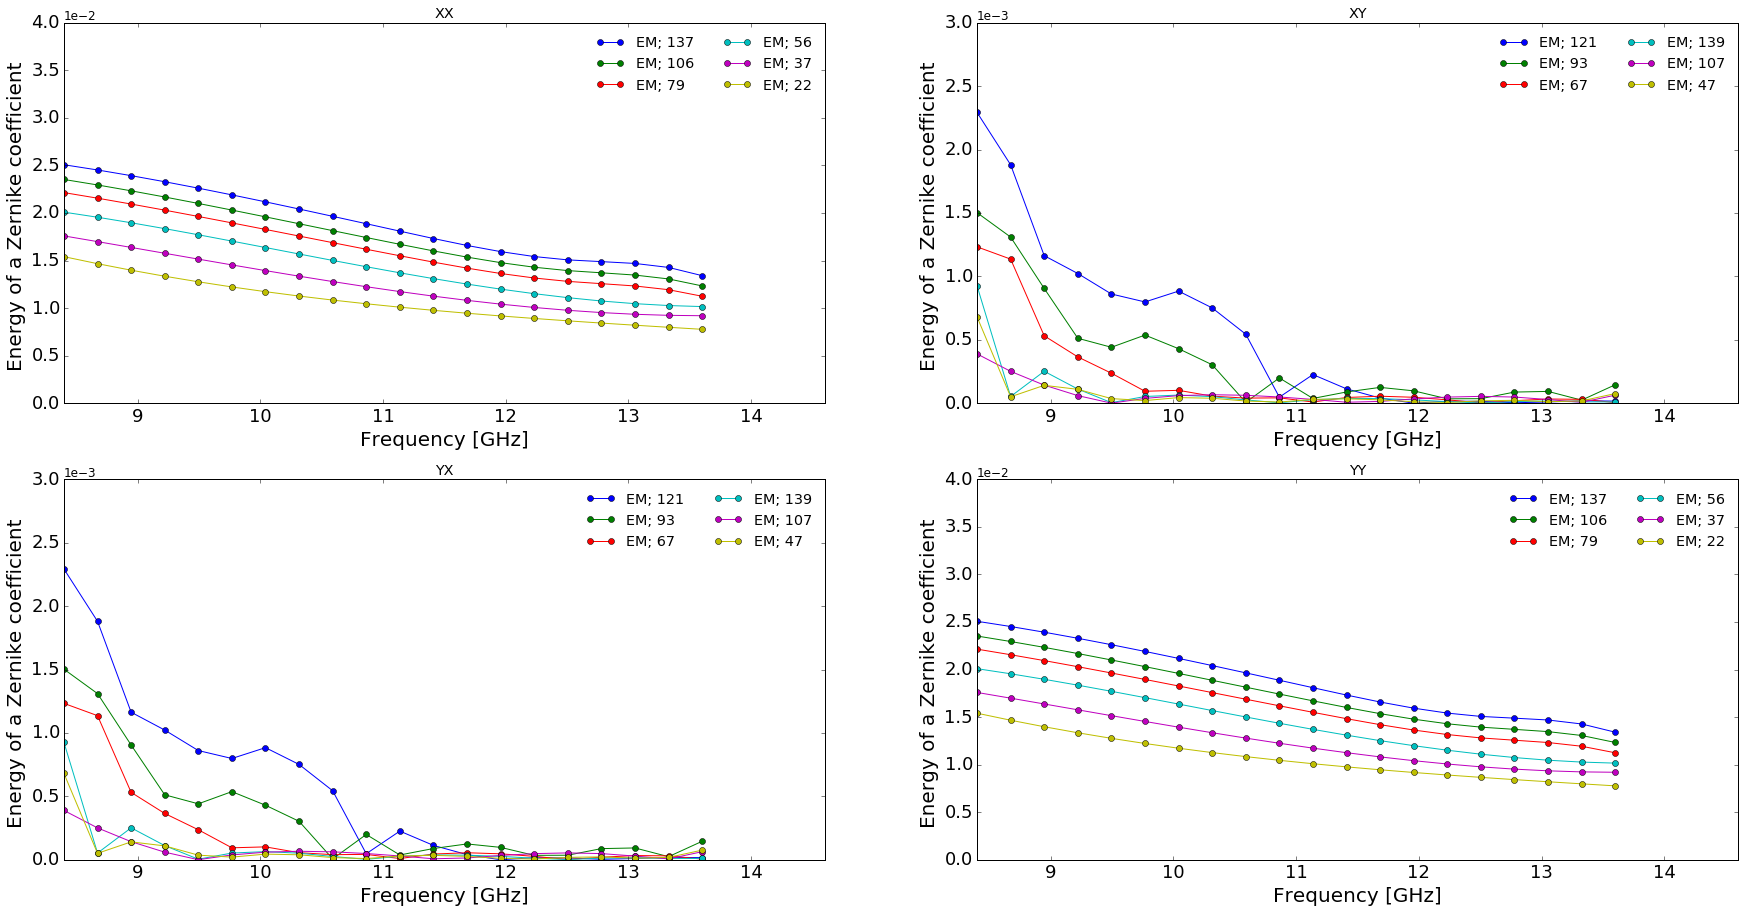 XX
1e−2
4.0
3.5
3.0
2.5
2.0
1.5
1.0
0.5
0.0
Energy of a Zernike coefficient
EM; 137 EM; 56
EM; 106 EM; 37
EM; 79 EM; 22
9 10 11 12 13 14
Frequency [GHz]
XY
1e−3
3.0
2.5
2.0
1.5
1.0
0.5
0.0
Energy of a Zernike coefficient
EM; 121 EM; 139
EM; 93 EM; 107
EM; 67 EM; 47
9 10 11 12 13 14
Frequency [GHz]
YX
1e−3
3.0
2.5
2.0
1.5
1.0
0.5
0.0
Energy of a Zernike coefficient
EM; 121 EM; 139
EM; 93 EM; 107
EM; 67 EM; 47
9 10 11 12 13 14
Frequency [GHz]
YY
1e−2
4.0
3.5
3.0
2.5
2.0
1.5
1.0
0.5
0.0
Energy of a Zernike coefficient
EM; 137 EM; 56
EM; 106 EM; 37
EM; 79 EM; 22
9 10 11 12 13 14
Frequency [GHz]